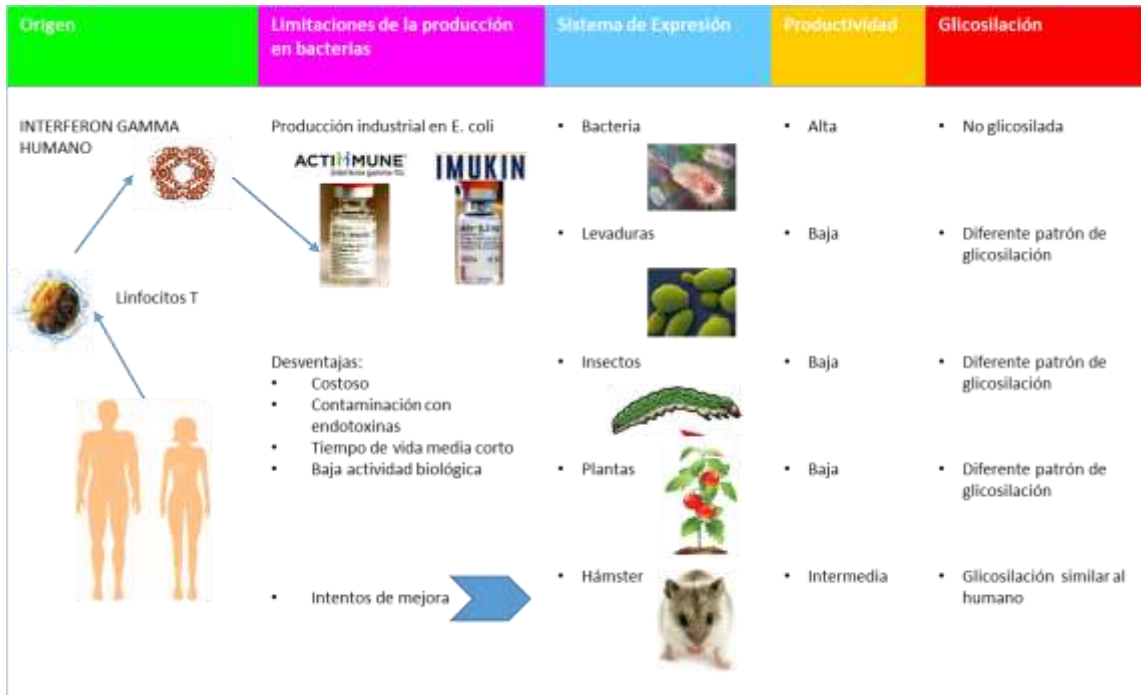 Origen
Limitaciones de la producción
en bacterias
Sistema de Expresión
Productividad
Glicosilación
INTERFERON GAMMA
HUMANO
Linfocitos T
Producción industrial en E. coli
ACTIMMUNE
IMUKIN
Desventajas:
• Costoso
• Contaminación con
endotoxinas
• Tiempo de vida media corto
• Baja actividad biológica
• Intentos de mejora
• Bacteria
• Alta
• No glicosilada
• Levaduras
• Baja
• Diferente patrón de
glicosilación
• Insectos
• Baja
• Diferente patrón de
glicosilación
• Plantas
• Baja
• Diferente patrón de
glicosilación
• Hámster
• Intermedia
• Glicosilación similar al
humano